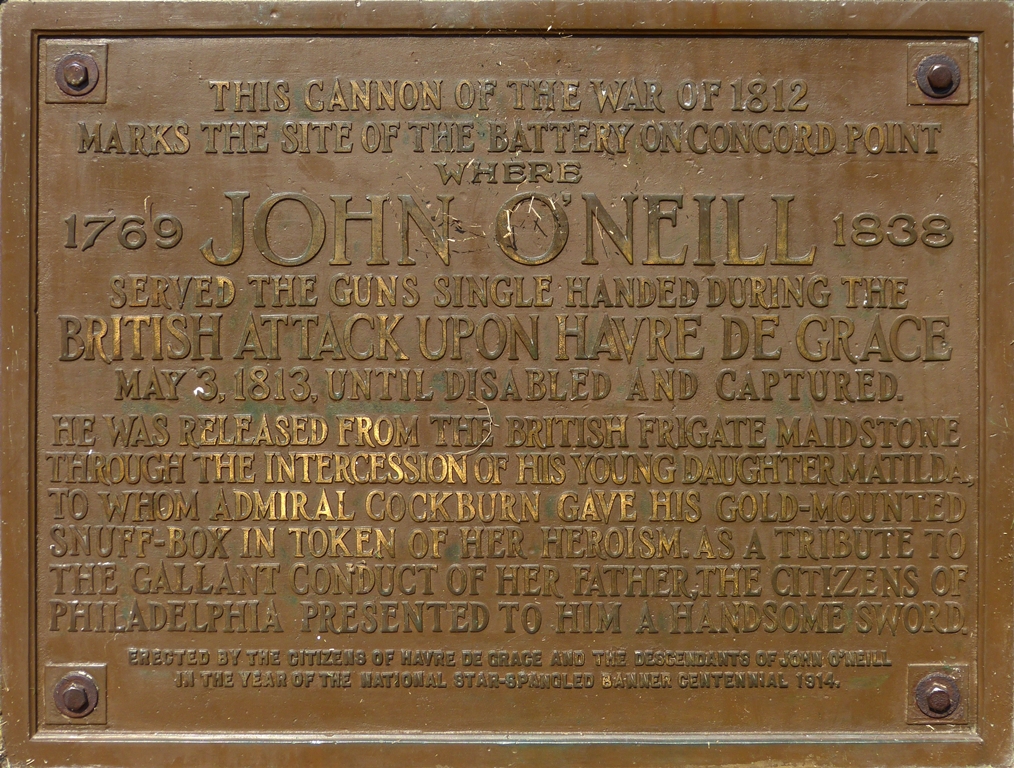 THIS CANNON OF THE WAR OF 1812
MARKS THE SITE OF THE BATTERY ON CONCORD POINT
WHERE
1769 JOHN O'NEILL 1838
SERVED THE GUNS SINGLE HANDED DURING THE
BRITISH ATTACK UPON HAVRE DE GRACE
MAY 3, 1813, UNTIL DISABLED AND CAPTURED.
HE WAS RELEASED FROM THE BRITISH FRIGATE MAIDSTONE
THROUGH THE INTERCESSION OF HIS YOUNG DAUGHTER MATILDA,
TO WHOM ADMIRAL COCKBURN GAVE HIS GOLD-MOUNTED
SNUFF-BOX IN TOKEN OF HER HEROISM. AS A TRIBUTE TO
THE GALLANT CONDUCT OF HER FATHER, THE CITIZENS OF
PHILADELPHIA PRESENTED TO HIM A HANDSOME SWORD.
ERECTED BY THE CITIZENS OF HAVRE DE GRACE AND THE DESCENDANTS OF JOHN O'NEILL
IN THE YEAR OF THE NATIONAL STAR-SPANGLED BANNER CENTENNIAL 1914.